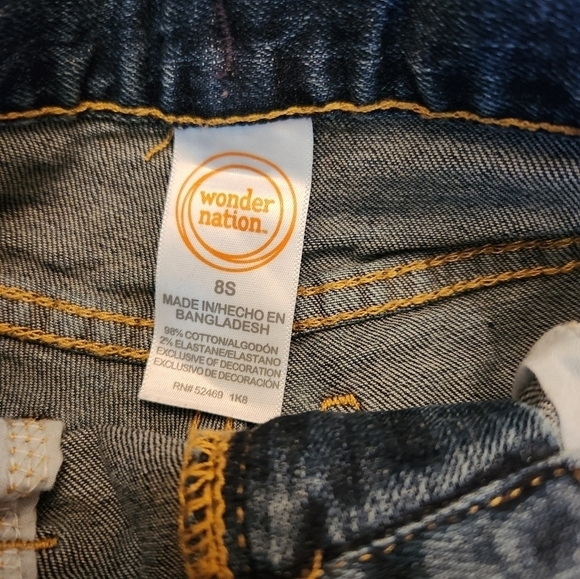 wonder
nation™
8S
MADE IN/HECHO EN
BANGLADESH
98% COTTON/ALGODÓN
2% ELASTANE/ELASTANO
EXCLUSIVE OF DECORATION
EXCLUSIVO DE DECORACIÓN
RN# 52469 1K8